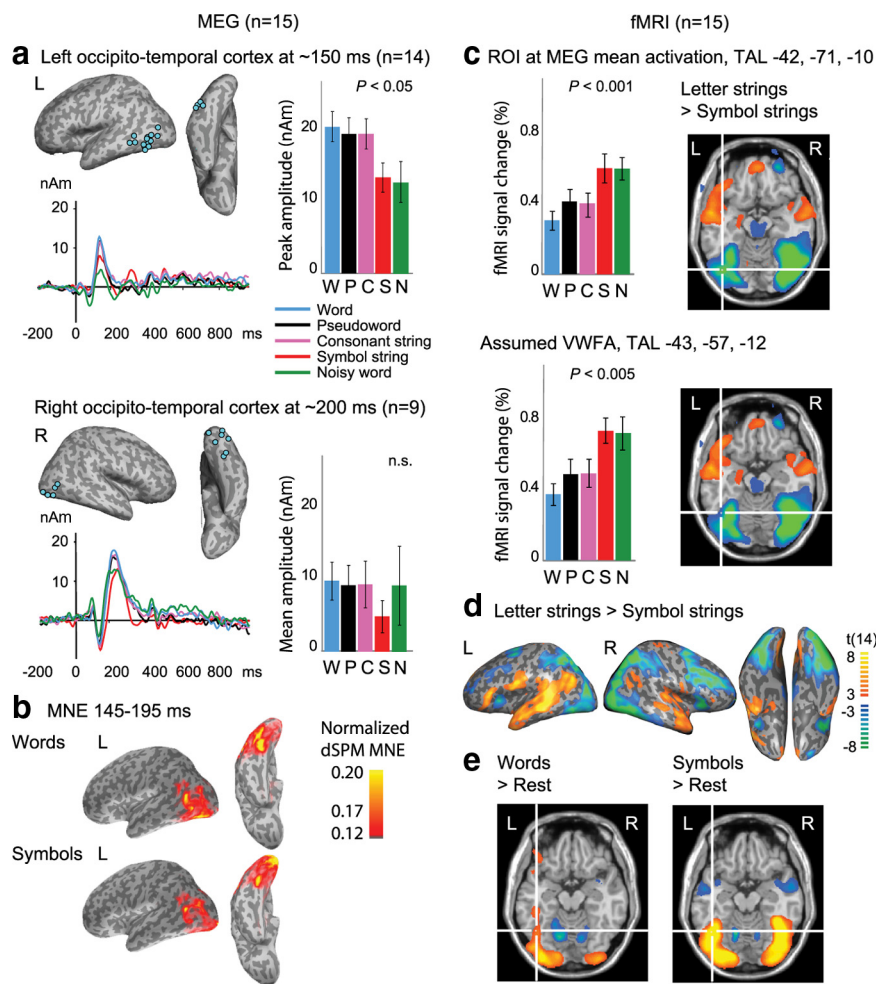 MEG (n=15)
fMRI (n=15)
a Left occipito-temporal cortex at ~150 ms (n=14)
L
nAm
20
10
0
-200 0 200 400 600 800 ms
P < 0.05
Peak amplitude (nAm)
20
10
0
W P C S N
Word
Pseudoword
Consonant string
Symbol string
Noisy word
Right occipito-temporal cortex at ~200 ms (n=9)
R
nAm
20
10
0
-200 0 200 400 600 800 ms
n.s.
Mean amplitude (nAm)
20
10
0
W P C S N
b MNE 145-195 ms
Words L
Symbols L
Normalized
dSPM MNE
0.20
0.17
0.12
c ROI at MEG mean activation, TAL -42, -71, -10
P < 0.001
fMRI signal change (%)
0.8
0.4
0
W P C S N
Letter strings
> Symbol strings
L R
Assumed VWFA, TAL -43, -57, -12
P < 0.005
fMRI signal change (%)
0.8
0.4
0
W P C S N
L R
d Letter strings > Symbol strings
L R
t(14)
8
3
-3
-8
e Words
> Rest
L R
Symbols
> Rest
L R